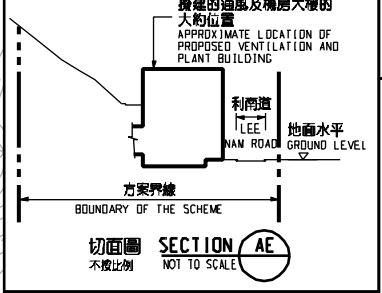 擬建的通風及機房大樓的
大約位置
APPROXIMATE LOCATION OF
PROPOSED VENTILATION AND
PLANT BUILDING
利南道
LEE
NAM ROAD
地面水平
GROUND LEVEL
方案界線
BOUNDARY OF THE SCHEME
切面圖 SECTION AE
不按比例 NOT TO SCALE